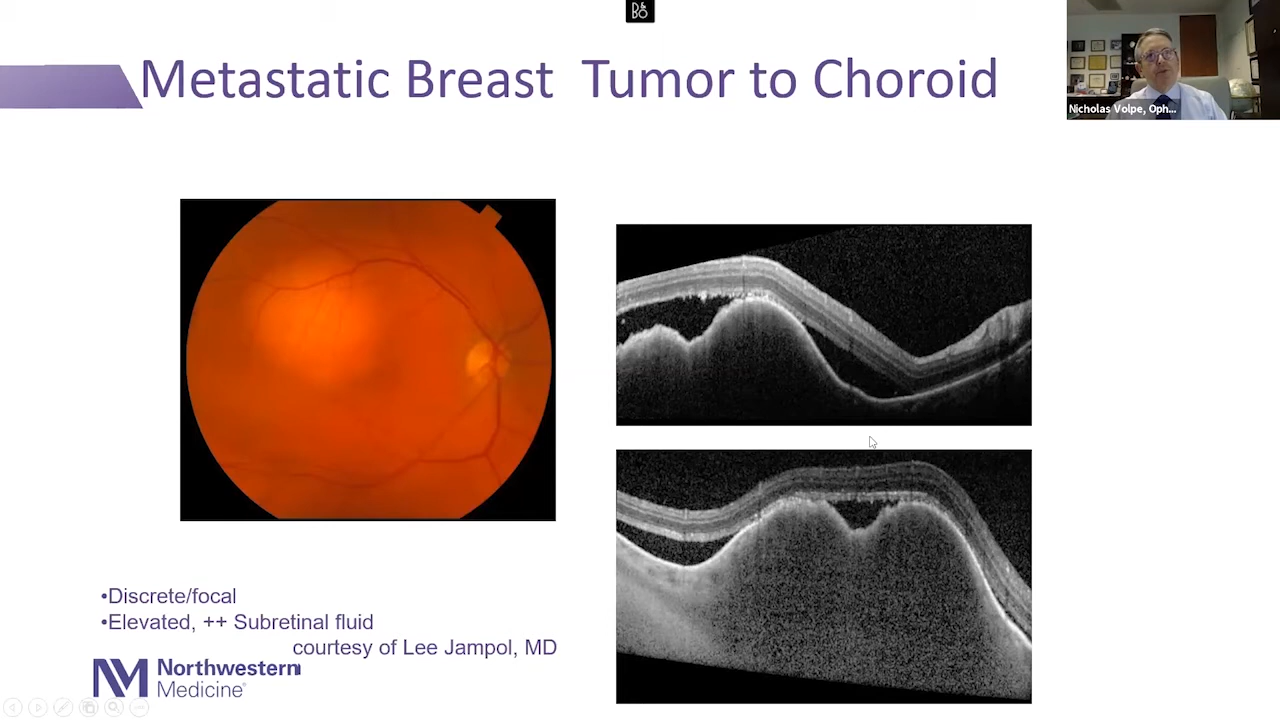 B&O
Metastatic Breast Tumor to Choroid
Nicholas Volpe, Oph...
•Discrete/focal
•Elevated, ++ Subretinal fluid
courtesy of Lee Jampol, MD
NM Northwestern
Medicine®